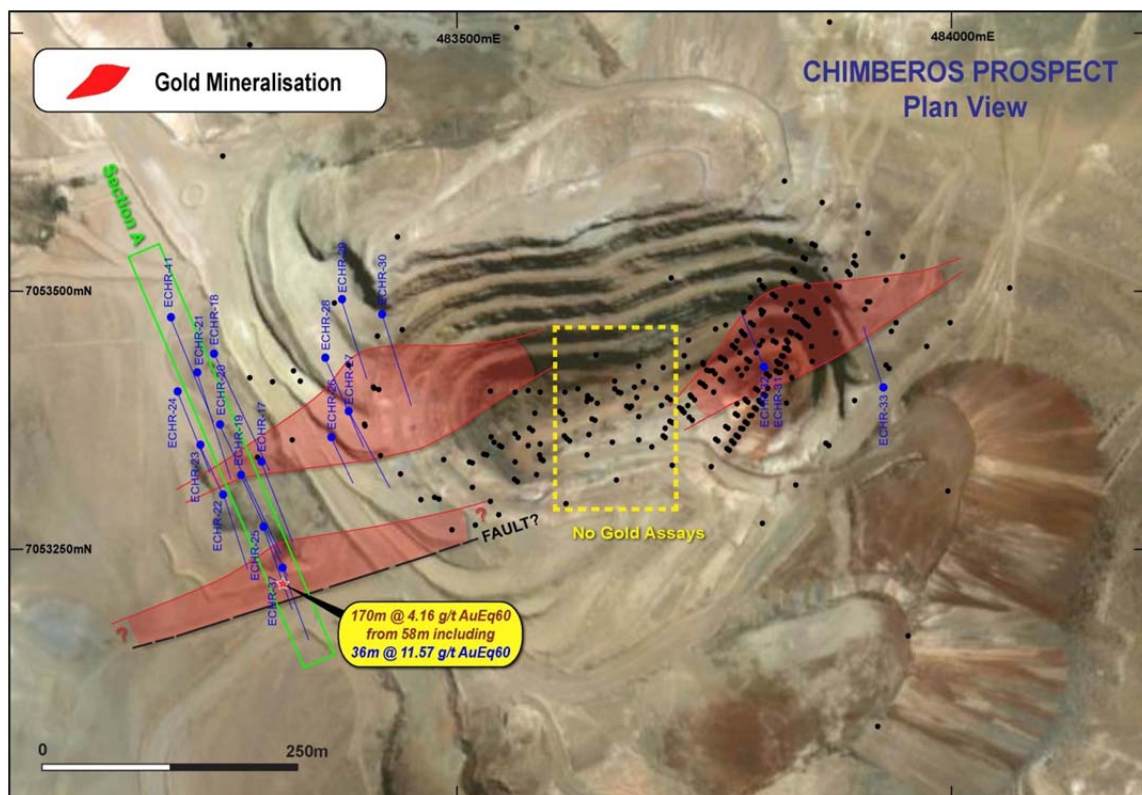 483500mE
484000mE
Gold Mineralisation
CHIMBEROS PROSPECT
Plan View
Section A
7053500mN
ECHR-41
ECHR-21
ECHR-18
ECHR-29
ECHR-30
ECHR-28
ECHR-27
ECHR-26
ECHR-24
ECHR-20
ECHR-19
ECHR-17
ECHR-23
ECHR-22
ECHR-25
ECHR-37
ECHR-32
ECHR-31
ECHR-33
No Gold Assays
?
FAULT?
7053250mN
?
170m @ 4.16 g/t AuEq60
from 58m including
36m @ 11.57 g/t AuEq60
0
250m